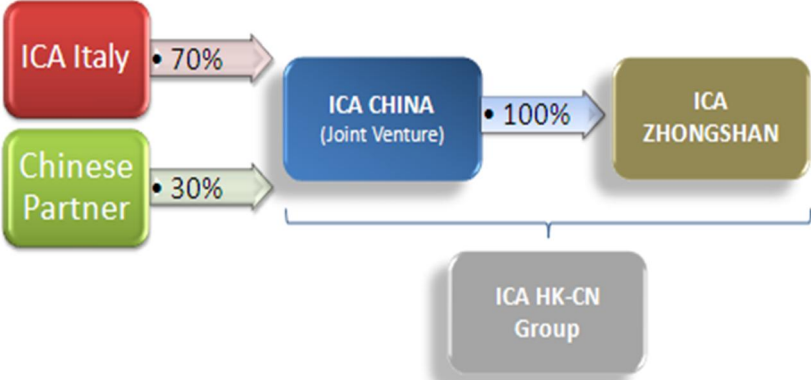 ICA Italy
• 70%
Chinese
Partner
• 30%
ICA CHINA
(Joint Venture)
• 100%
ICA
ZHONGSHAN
ICA HK-CN
Group